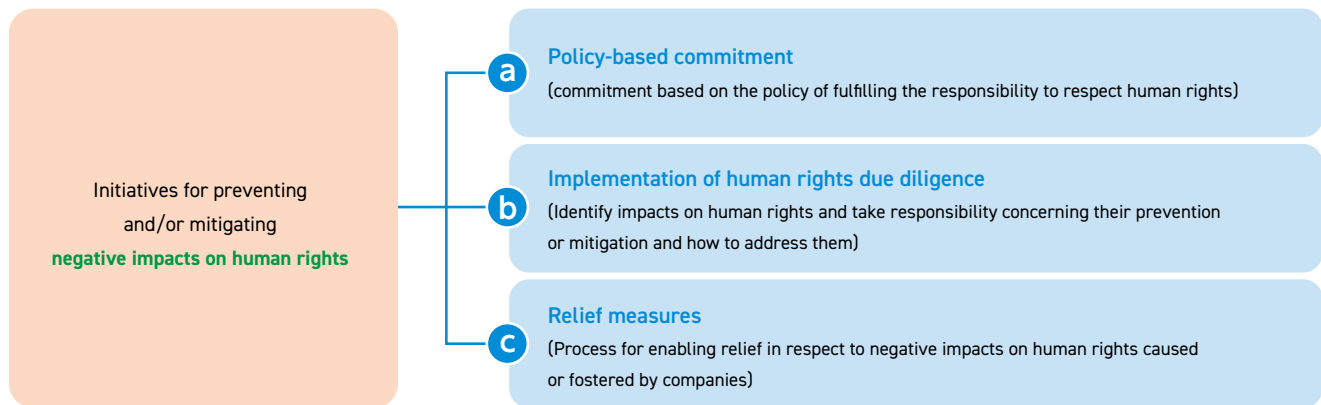 Initiatives for preventing
and/or mitigating
negative impacts on human rights
a
Policy-based commitment
(commitment based on the policy of fulfilling the responsibility to respect human rights)
b
Implementation of human rights due diligence
(Identify impacts on human rights and take responsibility concerning their prevention
or mitigation and how to address them)
c
Relief measures
(Process for enabling relief in respect to negative impacts on human rights caused
or fostered by companies)